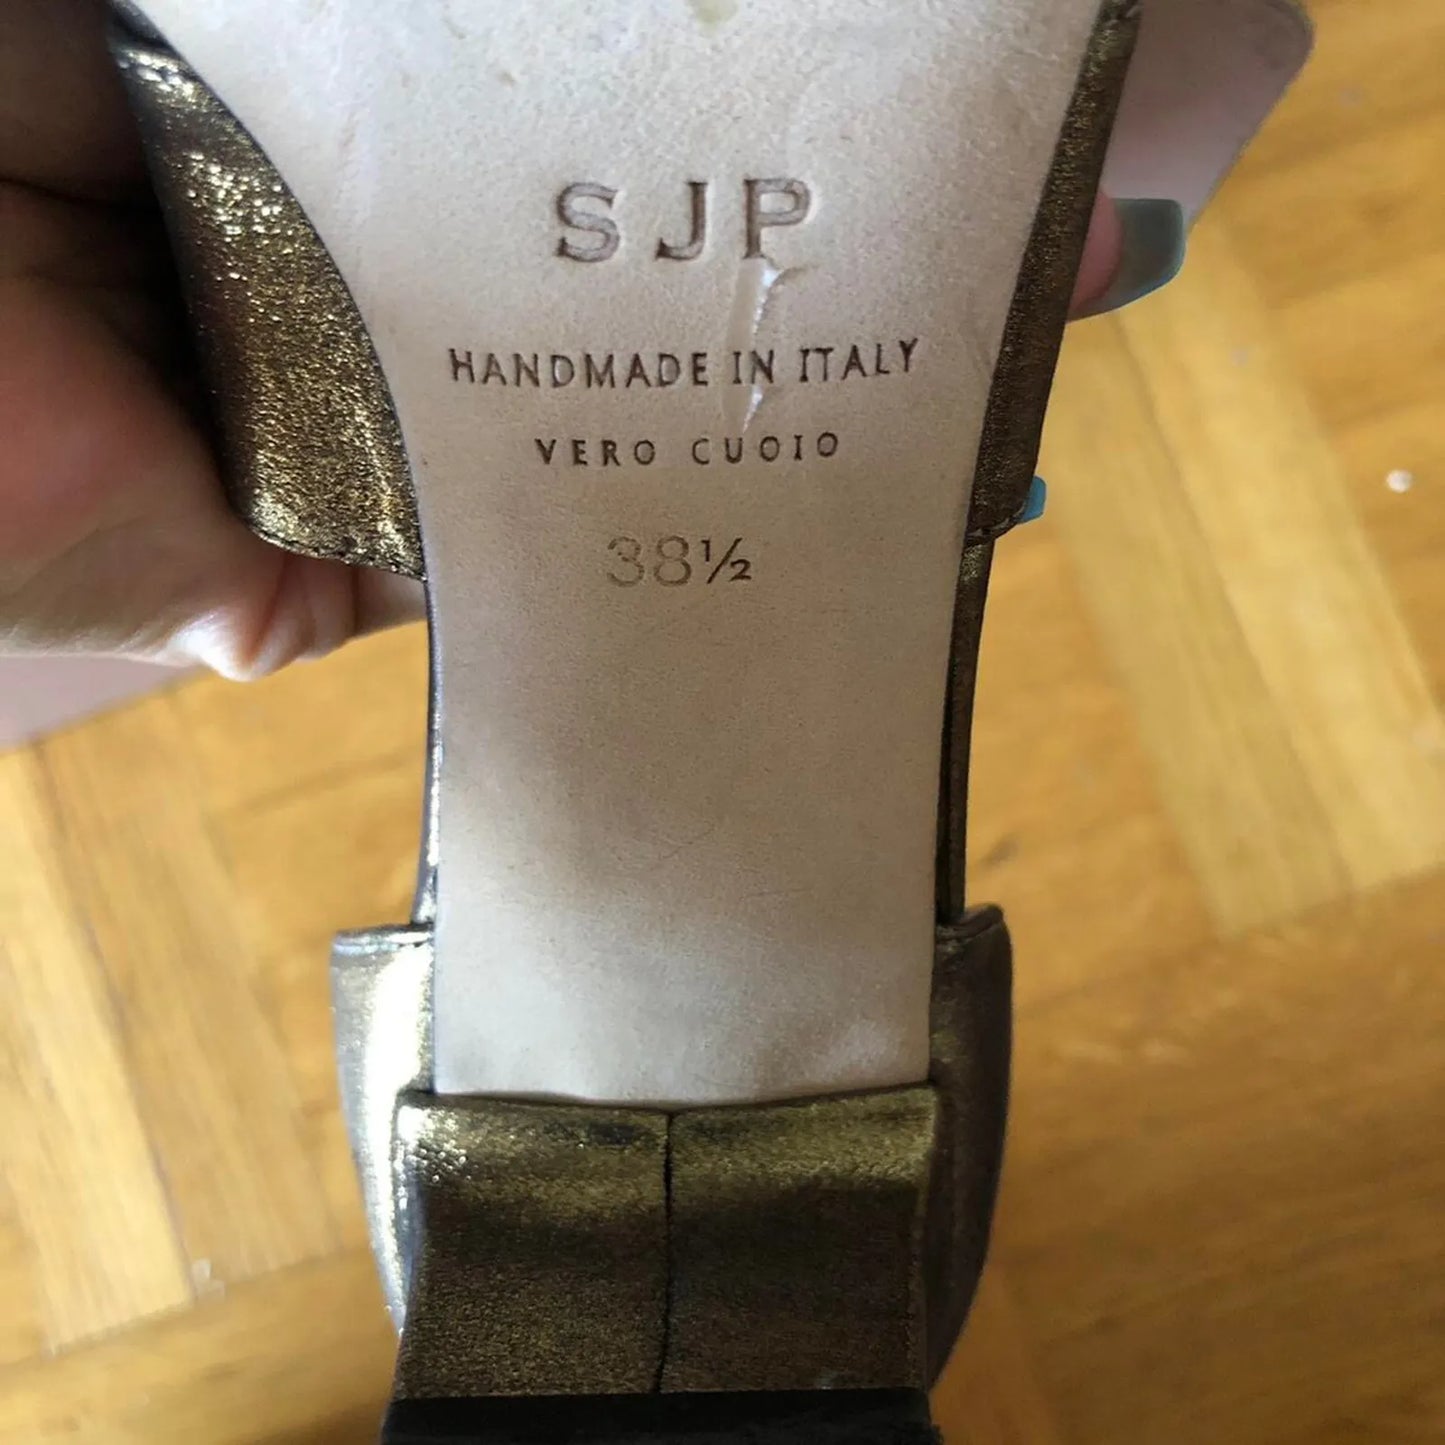 SJP
HANDMADE IN ITALY
VERO CUOIO
38½